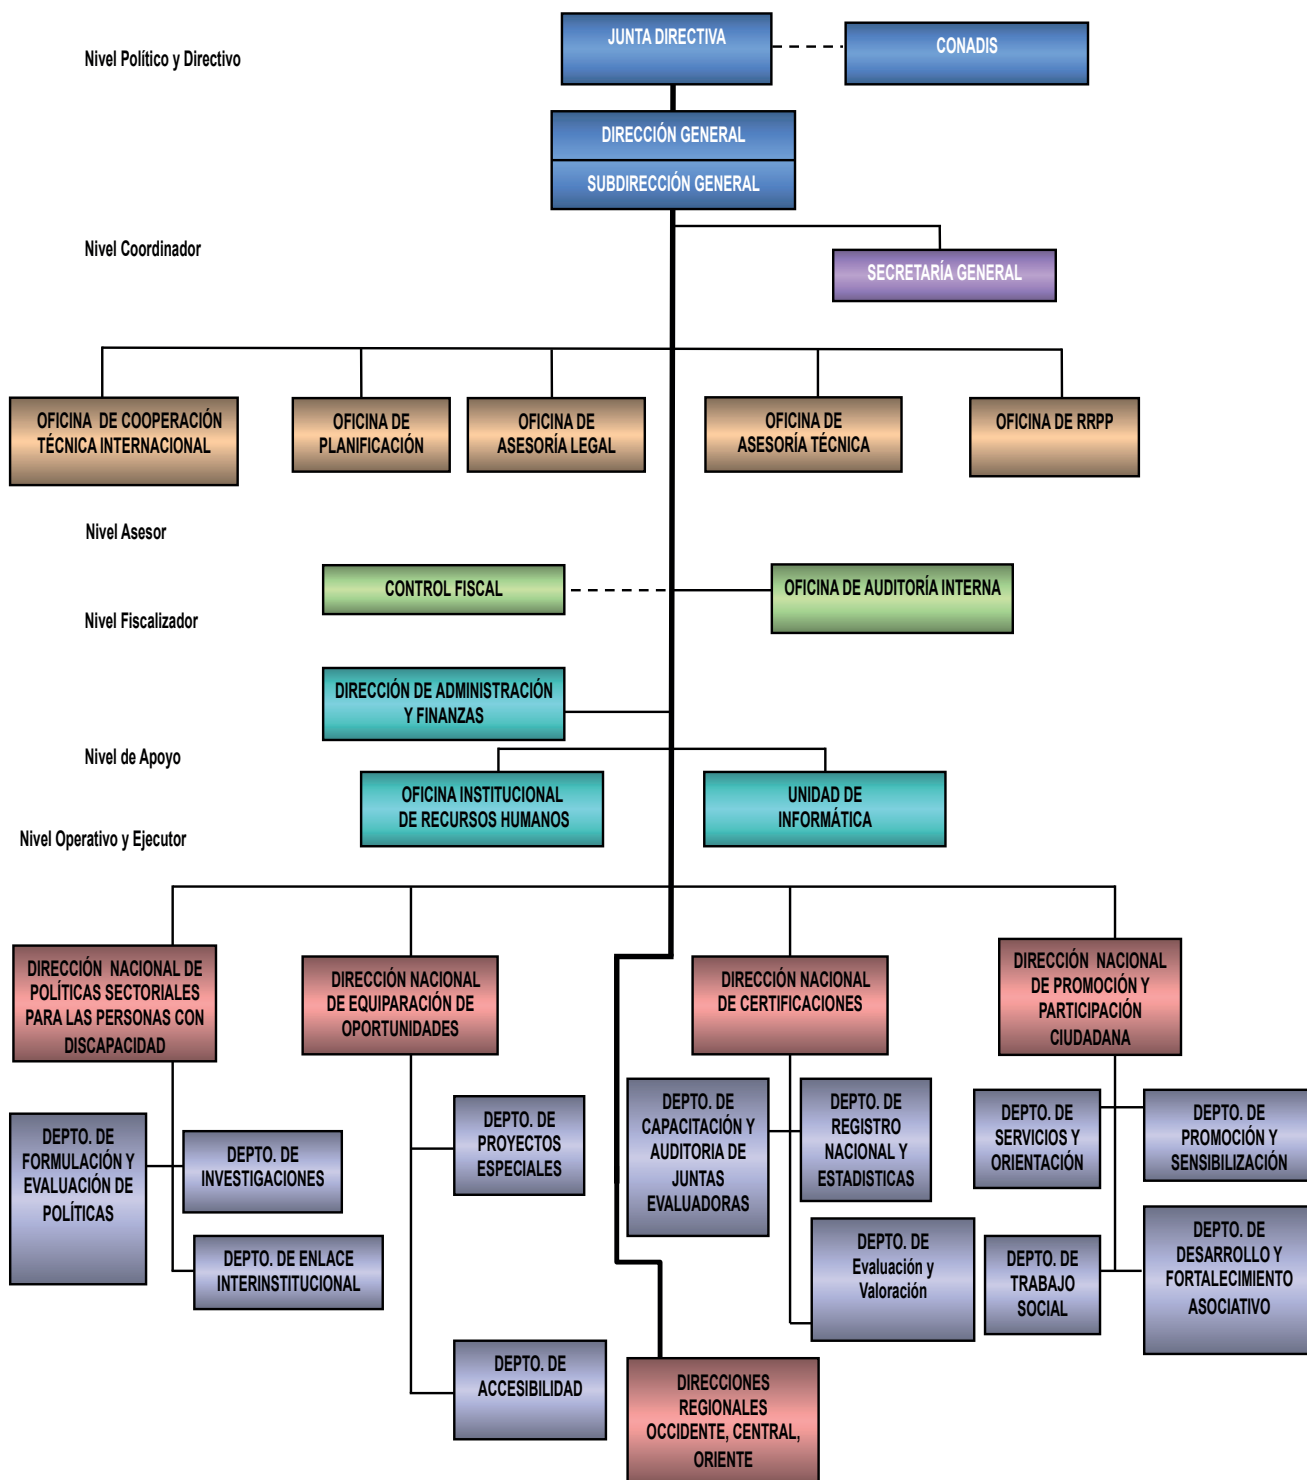 JUNTA DIRECTIVA
CONADIS
Nivel Político y Directivo
DIRECCIÓN GENERAL
SUBDIRECCIÓN GENERAL
Nivel Coordinador
SECRETARÍA GENERAL
OFICINA DE COOPERACIÓN
TÉCNICA INTERNACIONAL
OFICINA DE
PLANIFICACIÓN
OFICINA DE
ASESORÍA LEGAL
OFICINA DE
ASESORÍA TÉCNICA
OFICINA DE RRPP
Nivel Asesor
CONTROL FISCAL
OFICINA DE AUDITORÍA INTERNA
Nivel Fiscalizador
DIRECCIÓN DE ADMINISTRACIÓN
Y FINANZAS
Nivel de Apoyo
OFICINA INSTITUCIONAL
DE RECURSOS HUMANOS
UNIDAD DE
INFORMÁTICA
Nivel Operativo y Ejecutor
DIRECCIÓN NACIONAL DE
POLÍTICAS SECTORIALES
PARA LAS PERSONAS CON
DISCAPACIDAD
DIRECCIÓN NACIONAL
DE EQUIPARACIÓN DE
OPORTUNIDADES
DIRECCIÓN NACIONAL
DE CERTIFICACIONES
DIRECCIÓN NACIONAL
DE PROMOCIÓN Y
PARTICIPACIÓN
CIUDADANA
DEPTO. DE
FORMULACIÓN Y
EVALUACIÓN DE
POLÍTICAS
DEPTO. DE
INVESTIGACIONES
DEPTO. DE ENLACE
INTERINSTITUCIONAL
DEPTO. DE
PROYECTOS
ESPECIALES
DEPTO. DE
ACCESIBILIDAD
DEPTO. DE
CAPACITACIÓN Y
AUDITORIA DE
JUNTAS
EVALUADORAS
DEPTO. DE
REGISTRO
NACIONAL Y
ESTADISTICAS
DEPTO. DE
Evaluación y
Valoración
DEPTO. DE
SERVICIOS Y
ORIENTACIÓN
DEPTO. DE
PROMOCIÓN Y
SENSIBILIZACIÓN
DEPTO. DE
TRABAJO
SOCIAL
DEPTO. DE
DESARROLLO Y
FORTALECIMIENTO
ASOCIATIVO
DIRECCIONES
REGIONALES
OCCIDENTE, CENTRAL,
ORIENTE